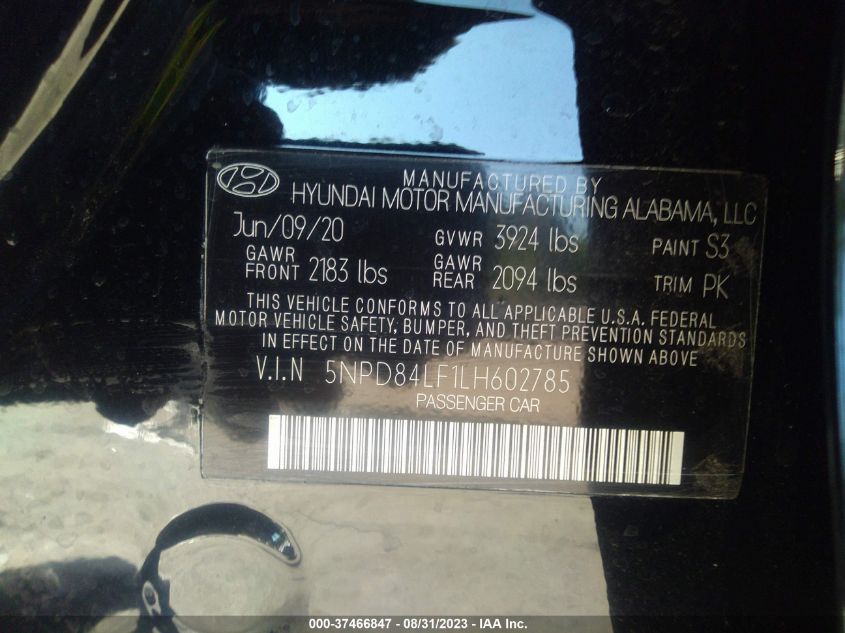 MANUFACTURED BY
HYUNDAI MOTOR MANUFACTURING ALABAMA, LLC
Jun/09/20 GVWR 3924 lbs PAINT S3
GAWR FRONT 2183 lbs GAWR REAR 2094 lbs TRIM PK
THIS VEHICLE CONFORMS TO ALL APPLICABLE U.S.A. FEDERAL
MOTOR VEHICLE SAFETY, BUMPER, AND THEFT PREVENTION STANDARDS
IN EFFECT ON THE DATE OF MANUFACTURE SHOWN ABOVE
V.I.N 5NPD84LF1LH602785
PASSENGER CAR
000-37466847 - 08/31/2023 - IAA Inc.